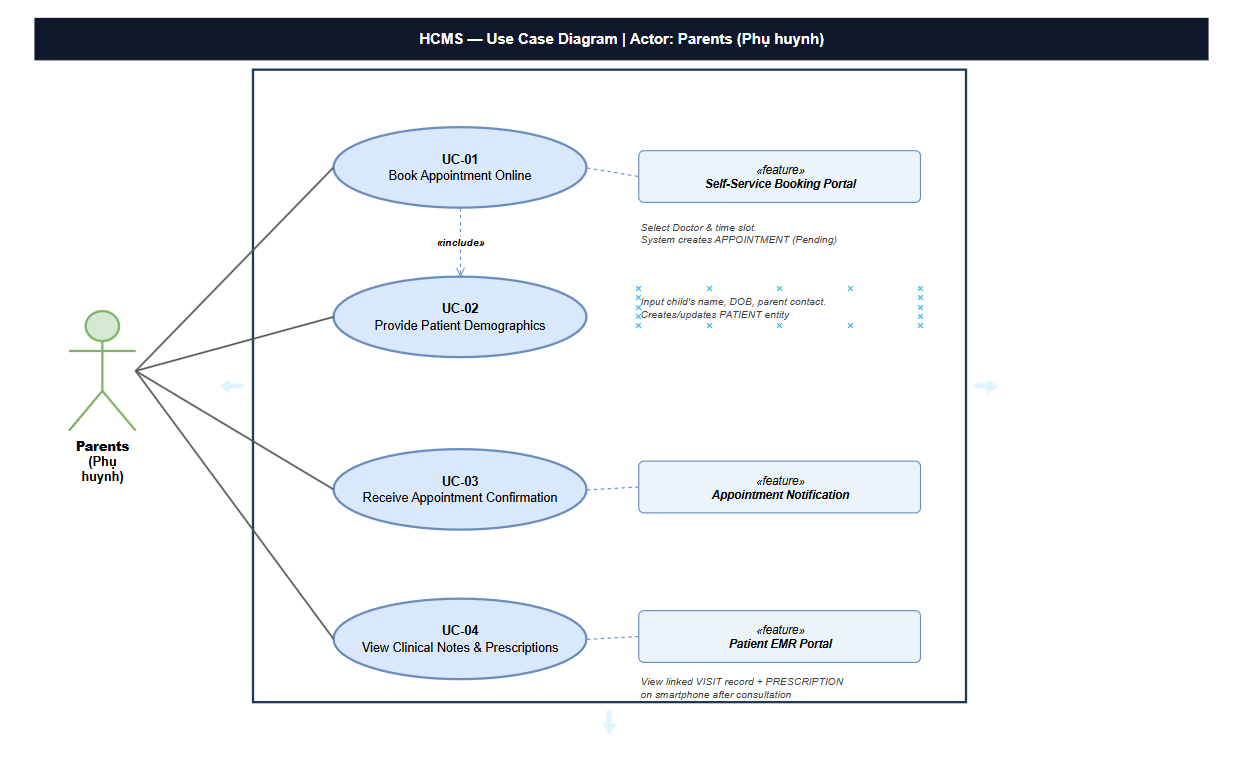 HCMS — Use Case Diagram | Actor: Parents (Phụ huynh)
UC-01
Book Appointment Online
«feature»
Self-Service Booking Portal
Select Doctor & time slot.
System creates APPOINTMENT (Pending)
«include»
UC-02
Provide Patient Demographics
Input child's name, DOB, parent contact.
Creates/updates PATIENT entity
Parents
(Phụ
huynh)
UC-03
Receive Appointment Confirmation
«feature»
Appointment Notification
UC-04
View Clinical Notes & Prescriptions
«feature»
Patient EMR Portal
View linked VISIT record + PRESCRIPTION
on smartphone after consultation